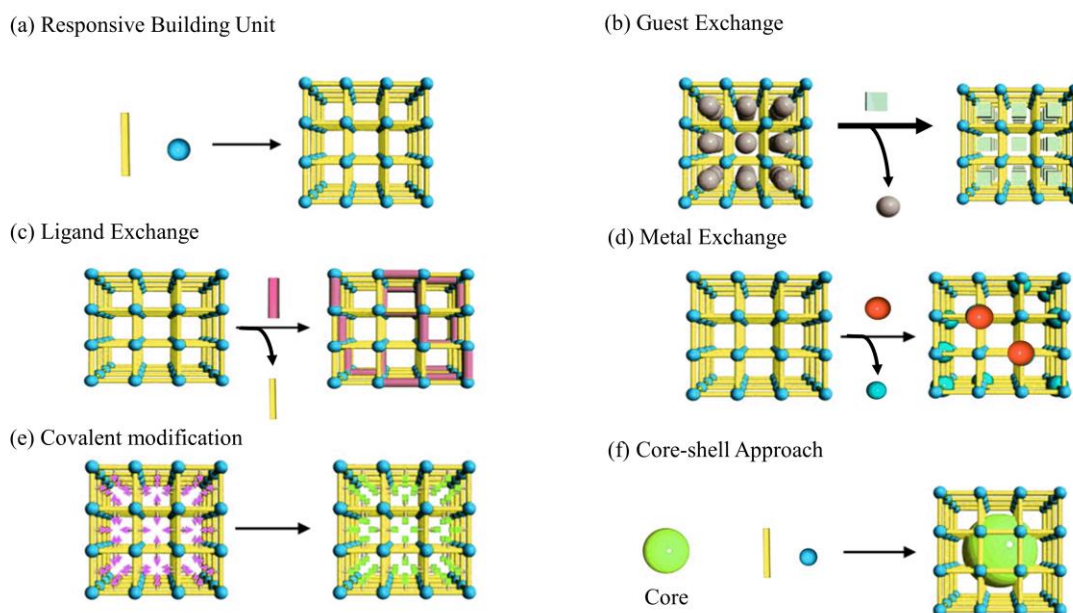 (a) Responsive Building Unit
(b) Guest Exchange
(c) Ligand Exchange
(d) Metal Exchange
(e) Covalent modification
(f) Core-shell Approach
Core